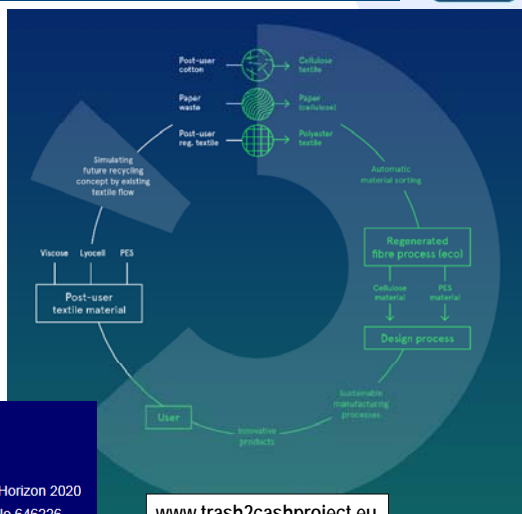 Post-user
cotton
Cellulose
textile
Paper
waste
Paper
(cellulose)
Post-user
reg. textile
Polyester
textile
Simulating
future recycling
concept by existing
textile flow
Automatic
material sorting
Viscose Lyocell PES
Post-user
textile material
Regenerated
fibre process (eco)
Cellulose
material
PES
material
Design process
Sustainable
manufacturing
processes
User
Innovative
products
Horizon 2020
No 646226
www.trash2cashproject.eu